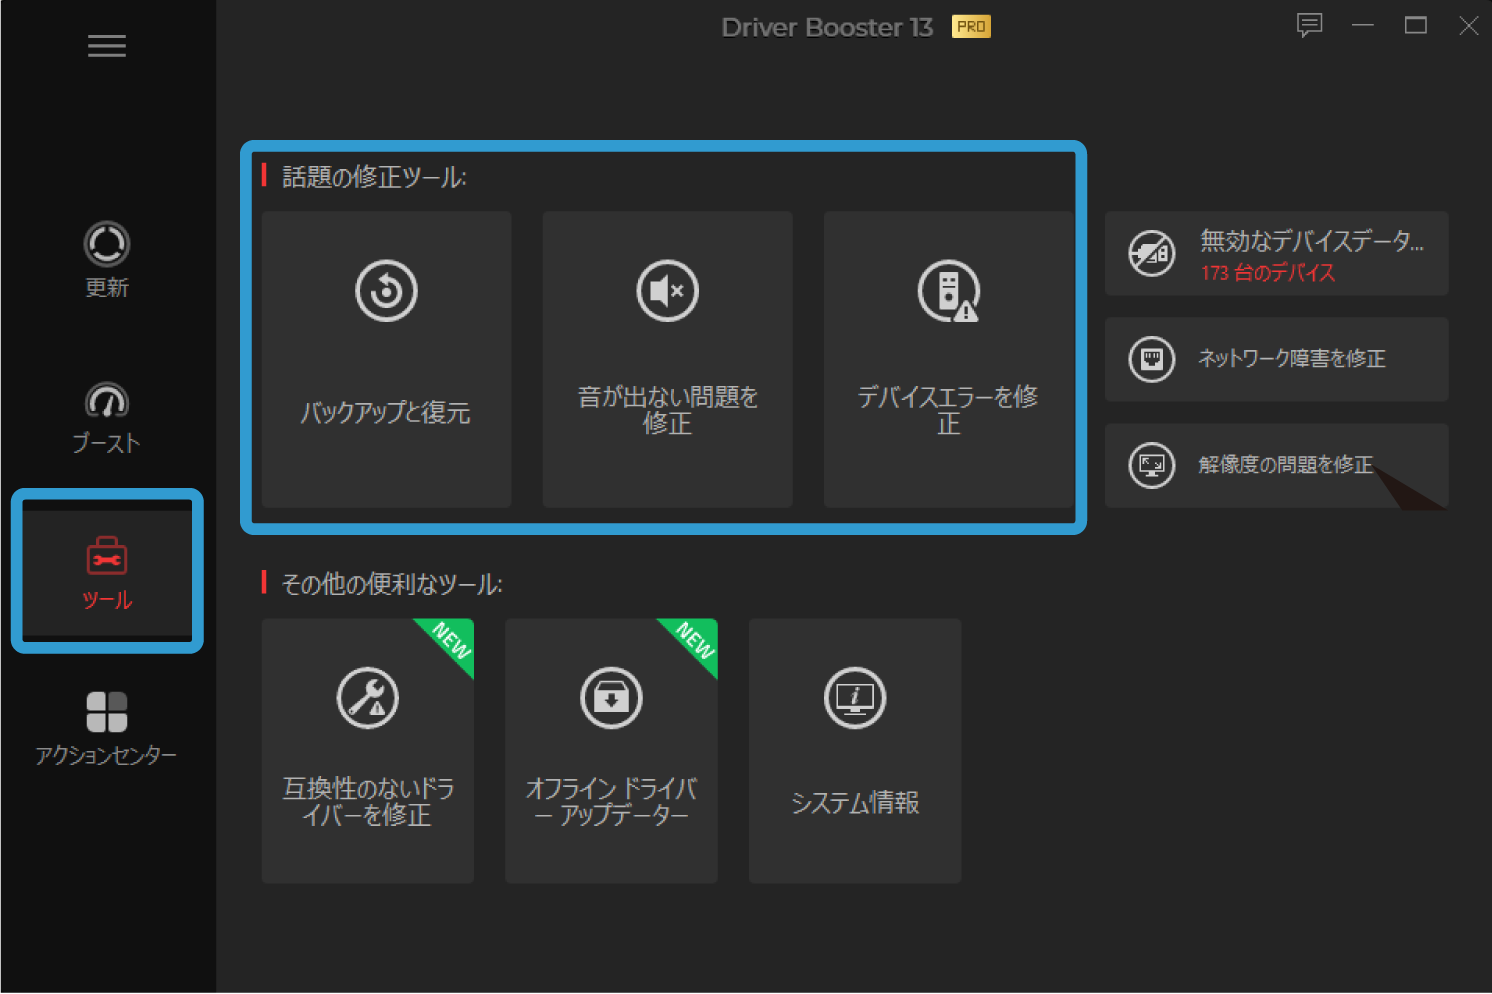 Driver Booster 13 PRO
更新
ブースト
ツール
アクションセンター
話題の修正ツール:
バックアップと復元
音が出ない問題を
修正
デバイスエラーを修
正
無効なデバイスデータ...
173 台のデバイス
ネットワーク障害を修正
解像度の問題を修正
その他の便利なツール:
NEW
互換性のないドラ
イバーを修正
NEW
オフライン ドライバ
ー アップデーター
システム情報